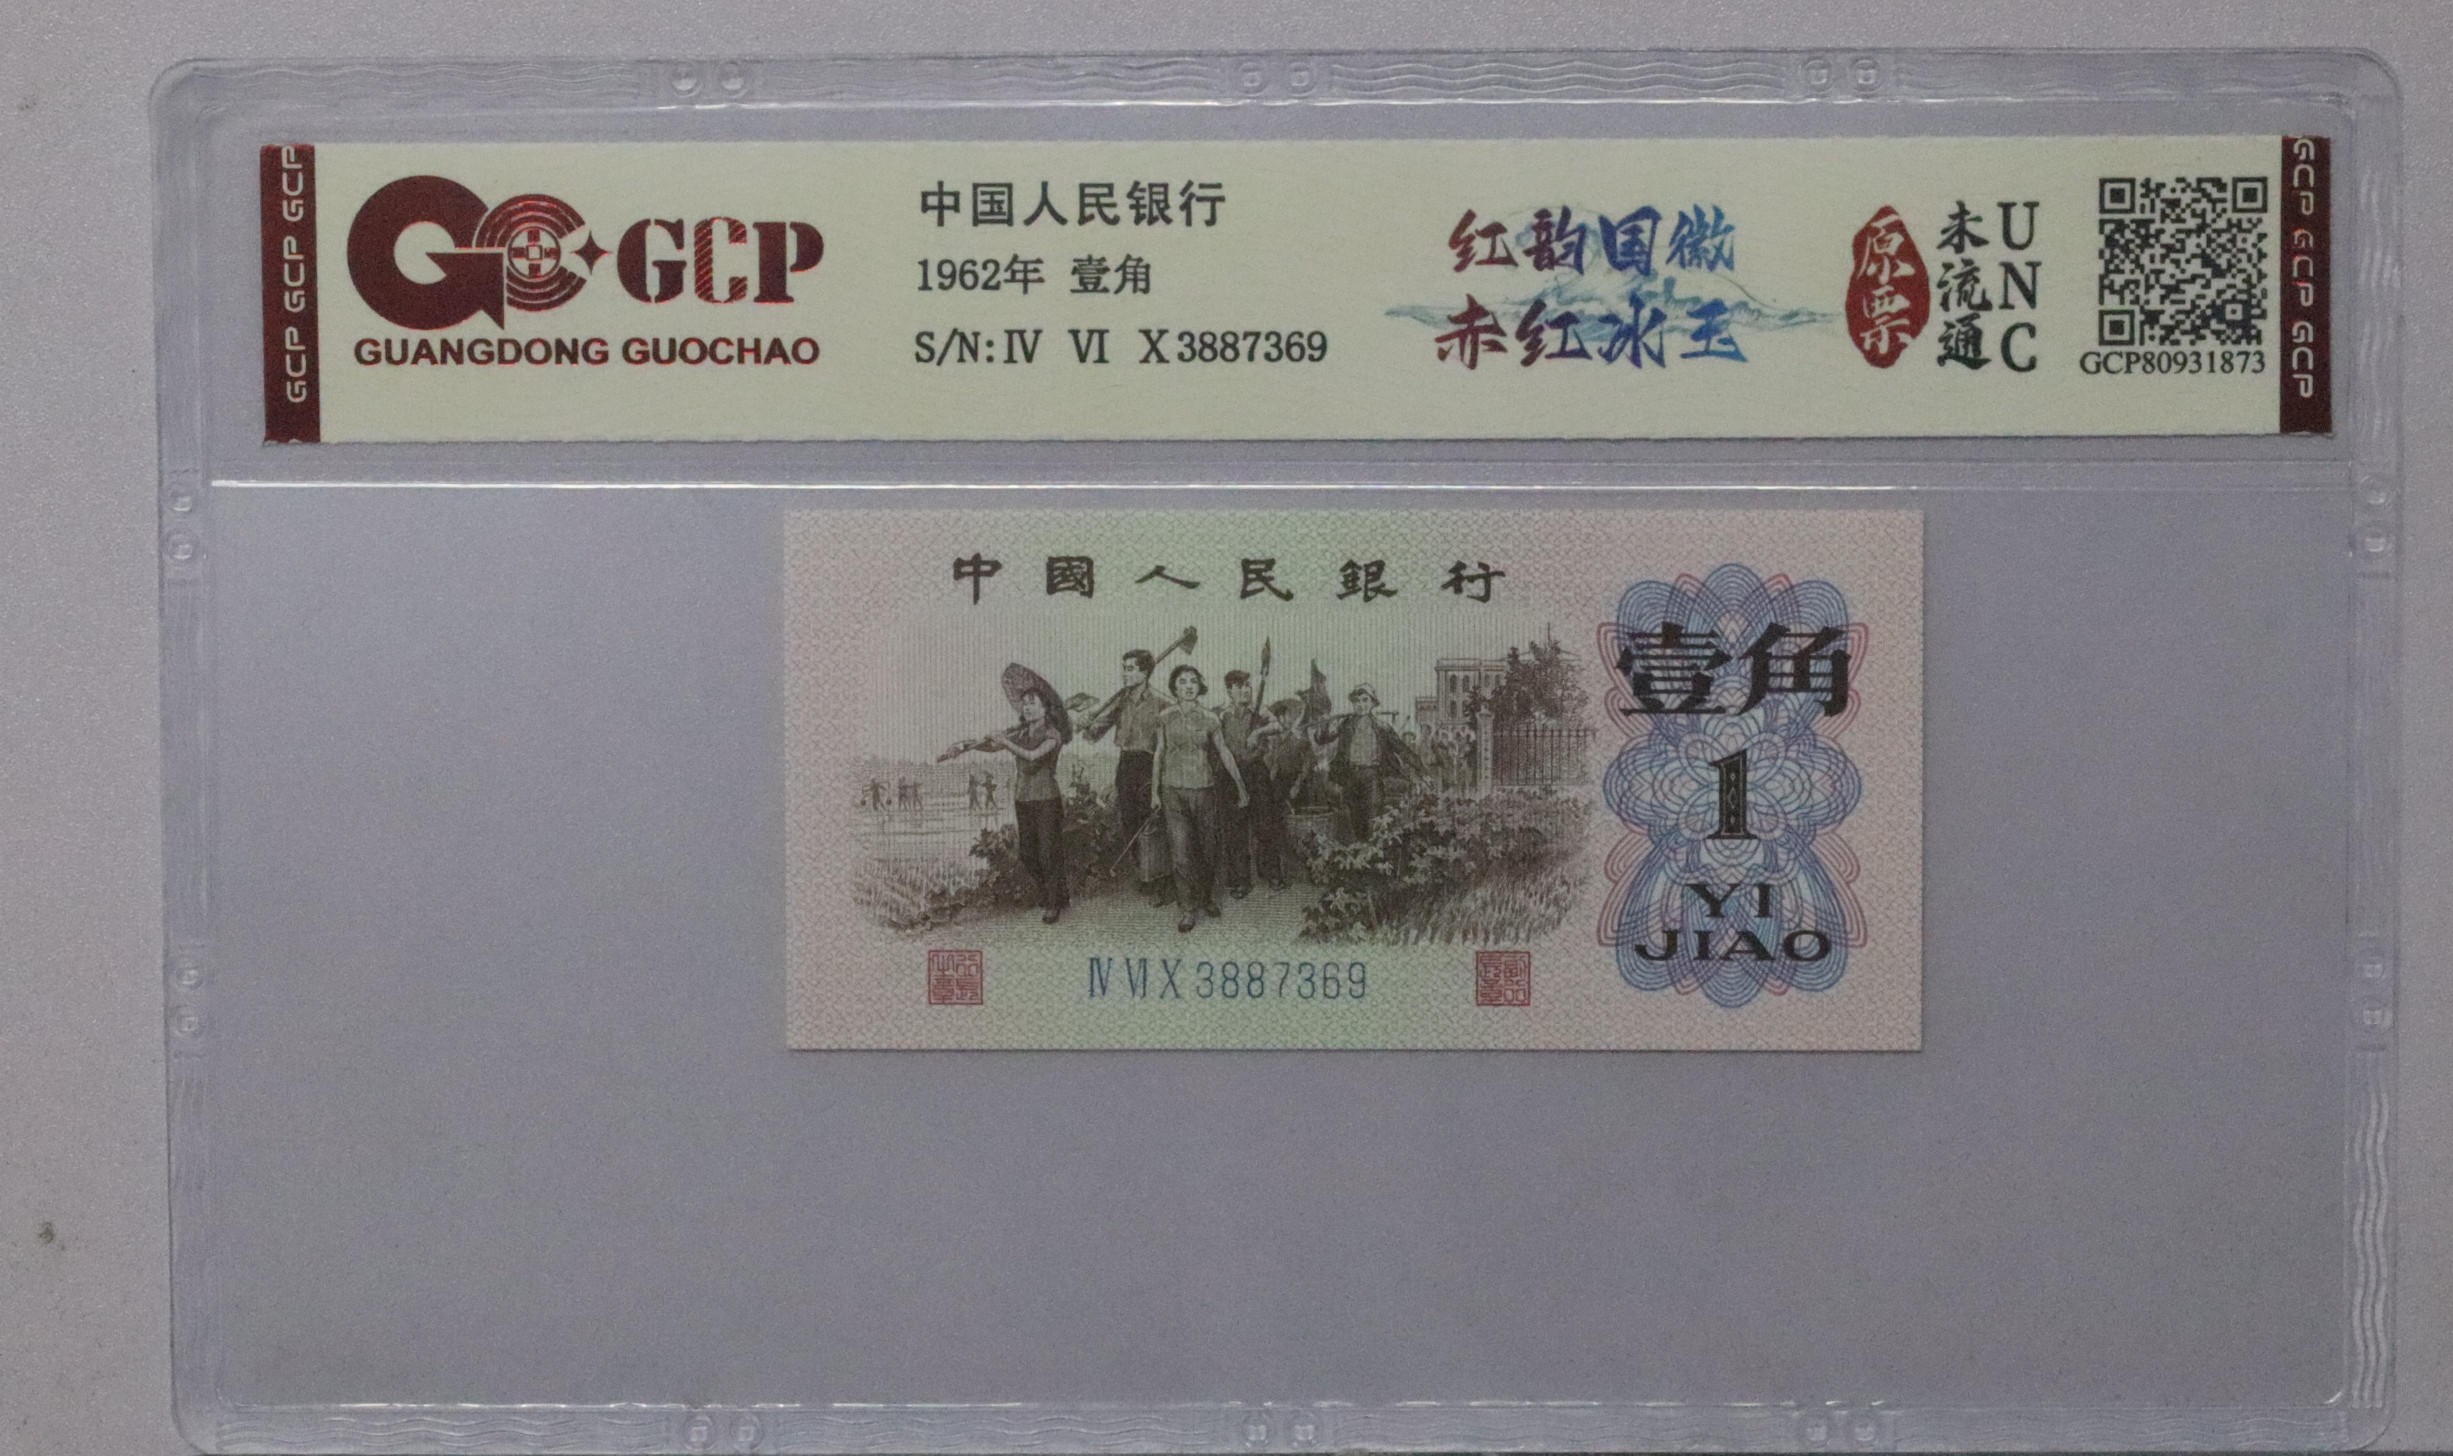 GCP GCP GCP
GCP
GUANGDONG GUOCHAO
中国人民银行
1962年 壹角
S/N: Ⅳ Ⅵ Ⅹ 3887369
红韵国徽
赤红冰玉
原票
未流通
UNC
GCP80931873
GCP GCP GCP
中國人民銀行
壹角
1
YI
JIAO
Ⅳ Ⅵ Ⅹ 3887369